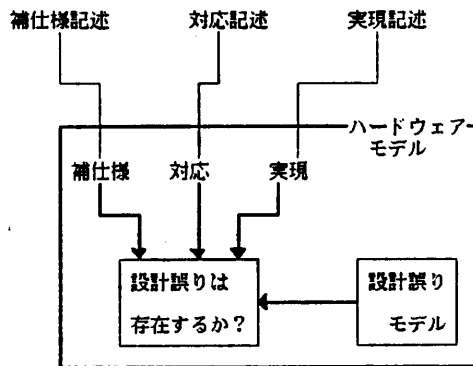 補仕様記述 対応記述 実現記述
ハードウェアー
モデル
補仕様 対応 実現
設計誤りは
存在するか？
設計誤り
モデル